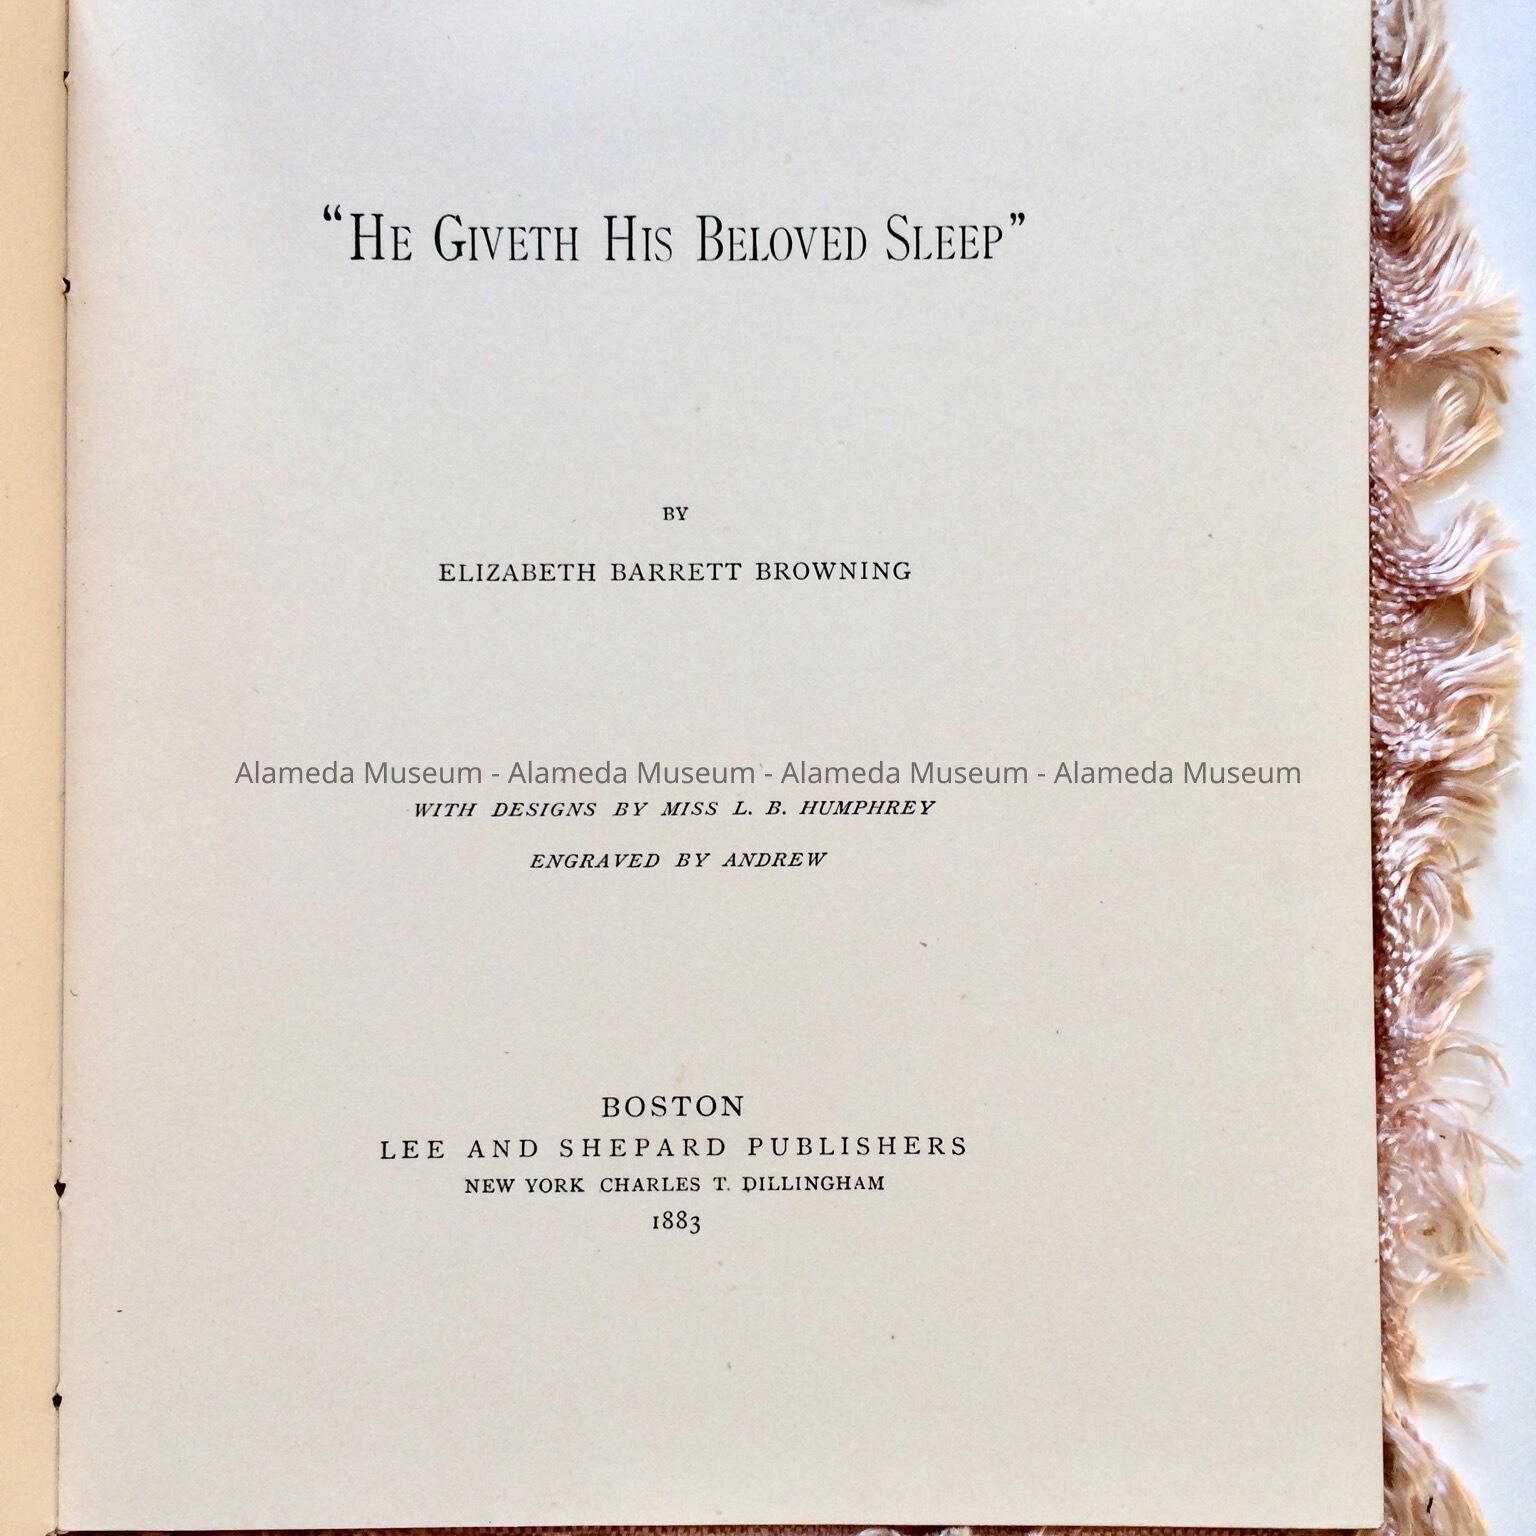 “He Giveth His Beloved Sleep”
BY
ELIZABETH BARRETT BROWNING
Alameda Museum - Alameda Museum - Alameda Museum - Alameda Museum
WITH DESIGNS BY MISS L. B. HUMPHREY
ENGRAVED BY ANDREW
BOSTON
LEE AND SHEPARD PUBLISHERS
NEW YORK CHARLES T. DILLINGHAM
1883